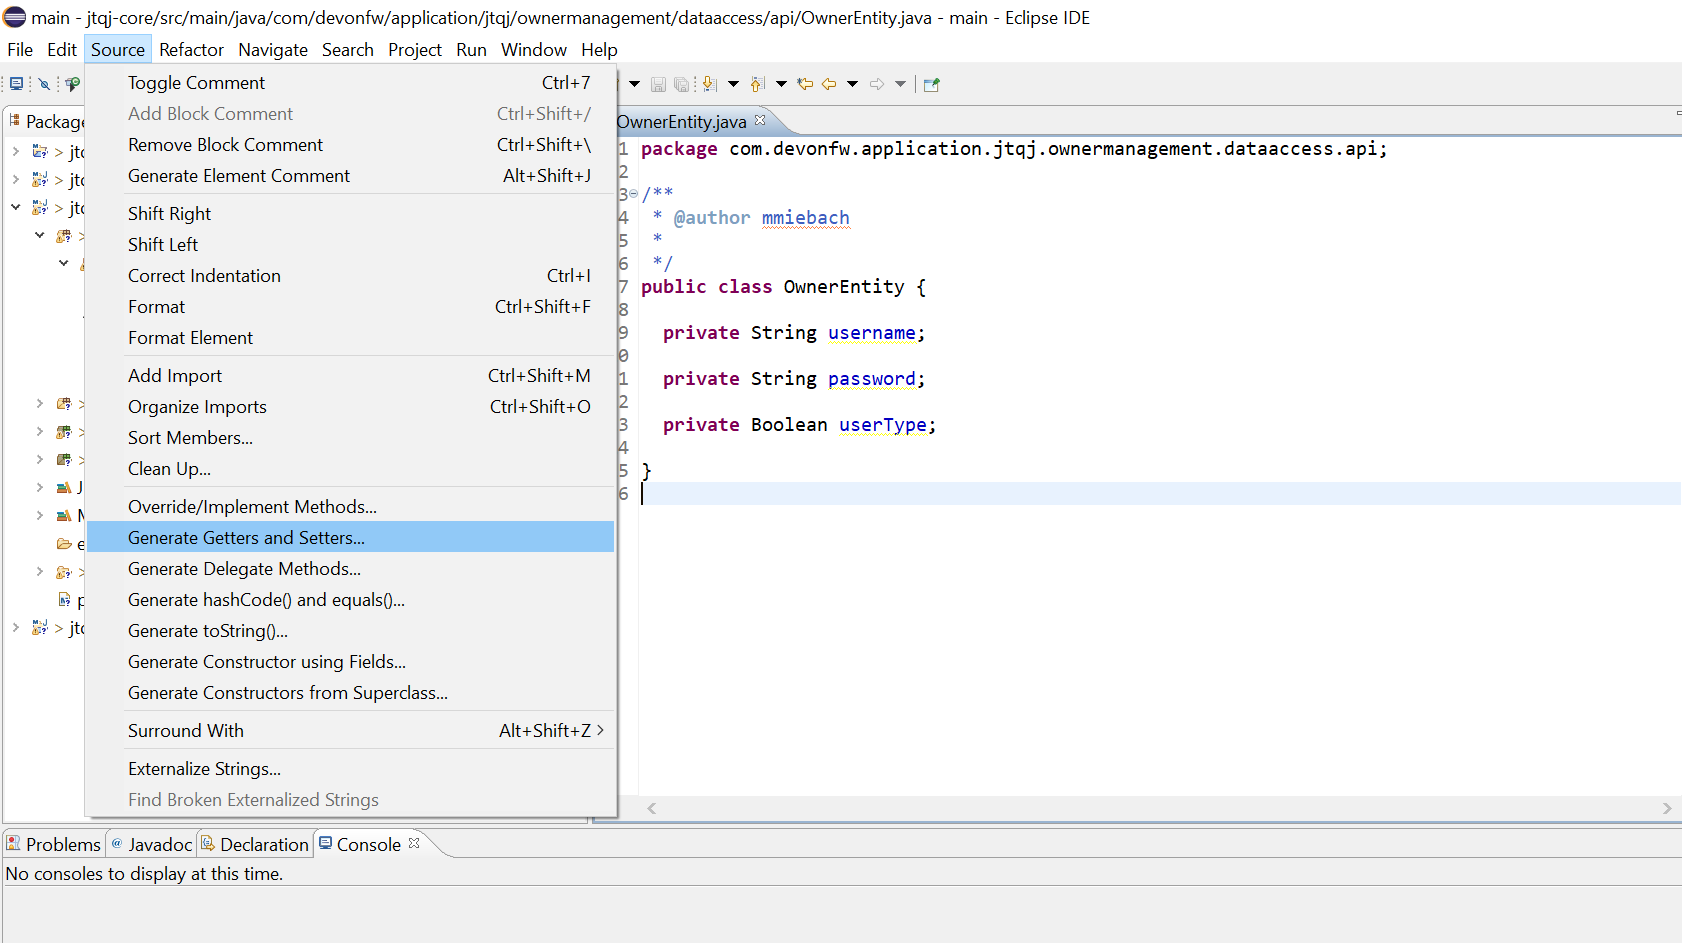 main - jtqj-core/src/main/java/com/devonfw/application/jtqj/ownermanagement/dataaccess/api/OwnerEntity.java - main - Eclipse IDE
File Edit Source Refactor Navigate Search Project Run Window Help
Toggle Comment Ctrl+7
Add Block Comment Ctrl+Shift+/
Remove Block Comment Ctrl+Shift+\
Generate Element Comment Alt+Shift+J
Shift Right
Shift Left
Correct Indentation Ctrl+I
Format Ctrl+Shift+F
Format Element
Add Import Ctrl+Shift+M
Organize Imports Ctrl+Shift+O
Sort Members...
Clean Up...
Override/Implement Methods...
Generate Getters and Setters...
Generate Delegate Methods...
Generate hashCode() and equals()...
Generate toString()...
Generate Constructor using Fields...
Generate Constructors from Superclass...
Surround With Alt+Shift+Z >
Externalize Strings...
Find Broken Externalized Strings
Package
> jtq
> jtq
> jtq
> jtq
OwnerEntity.java
1 package com.devonfw.application.jtqj.ownermanagement.dataaccess.api;
2
3 /**
4 * @author mmiebach
5 *
6 */
7 public class OwnerEntity {
8
9 private String username;
0
1 private String password;
2
3 private Boolean userType;
4
5 }
6
Problems @ Javadoc Declaration Console
No consoles to display at this time.